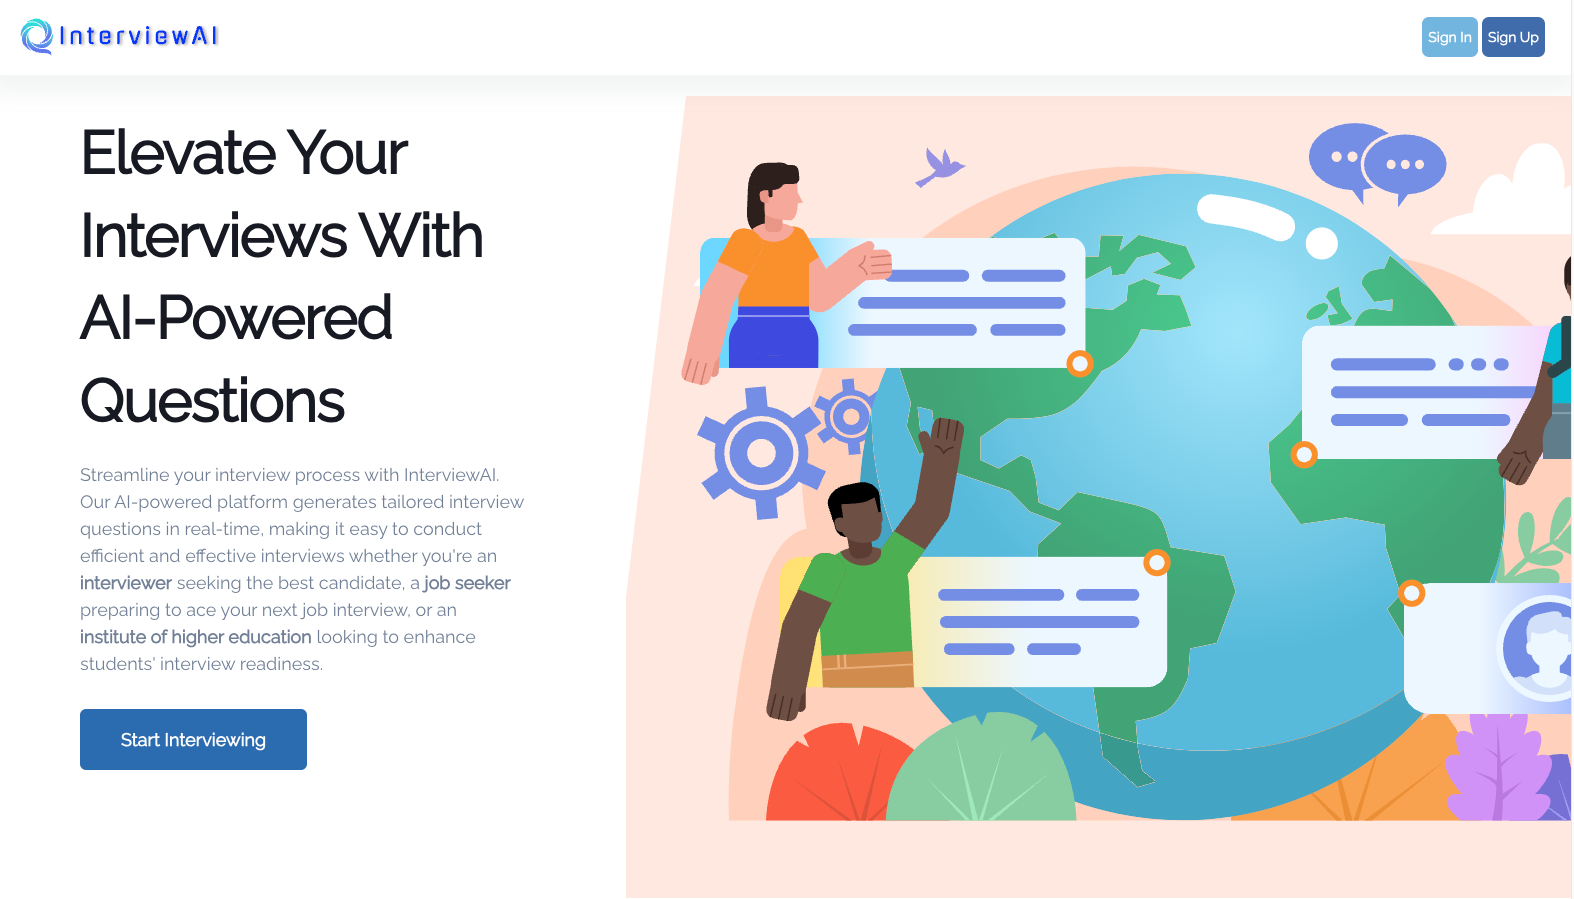 InterviewAI
Sign In
Sign Up
Elevate Your
Interviews With
AI-Powered
Questions
Streamline your interview process with InterviewAI.
Our AI-powered platform generates tailored interview
questions in real-time, making it easy to conduct
efficient and effective interviews whether you're an
interviewer seeking the best candidate, a job seeker
preparing to ace your next job interview, or an
institute of higher education looking to enhance
students' interview readiness.
Start Interviewing